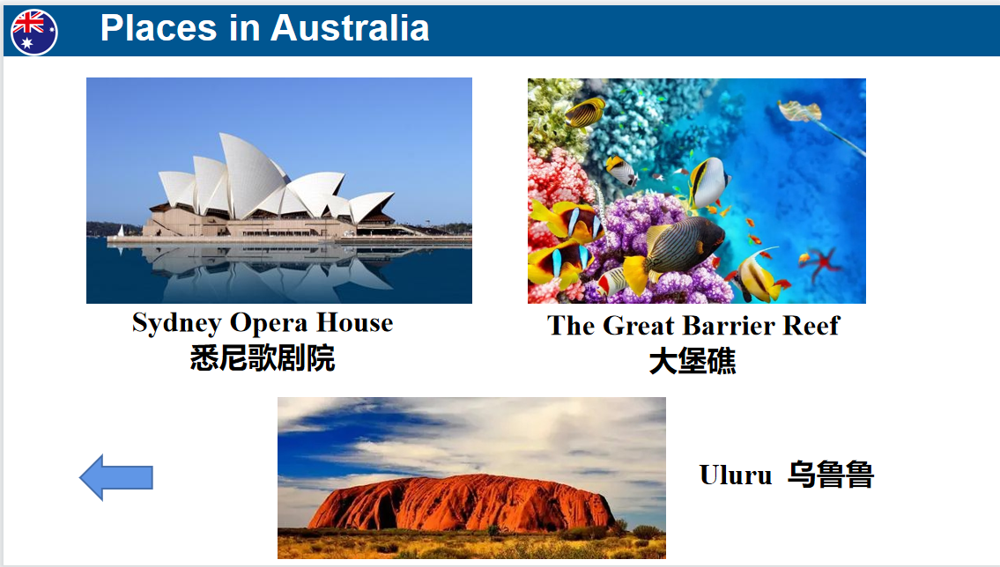 Places in Australia
Sydney Opera House
悉尼歌剧院
The Great Barrier Reef
大堡礁
Uluru 乌鲁鲁